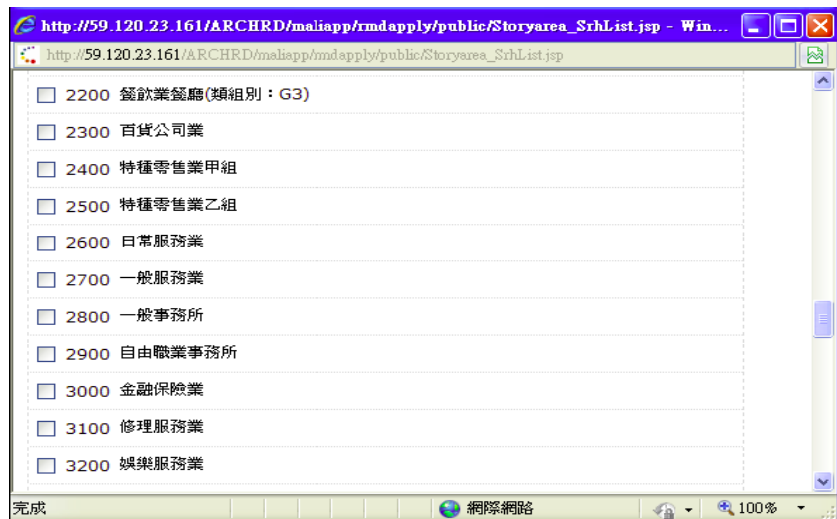 http://59.120.23.161/ARCHRD/maliapp/rmdapply/public/Storyarea_SrhList.jsp - Win...
http://59.120.23.161/ARCHRD/maliapp/rmdapply/public/Storyarea_SrhList.jsp
2200 餐飲業餐廳(類組別：G3)
2300 百貨公司業
2400 特種零售業甲組
2500 特種零售業乙組
2600 日常服務業
2700 一般服務業
2800 一般事務所
2900 自由職業事務所
3000 金融保險業
3100 修理服務業
3200 娛樂服務業
完成 網際網路 100%